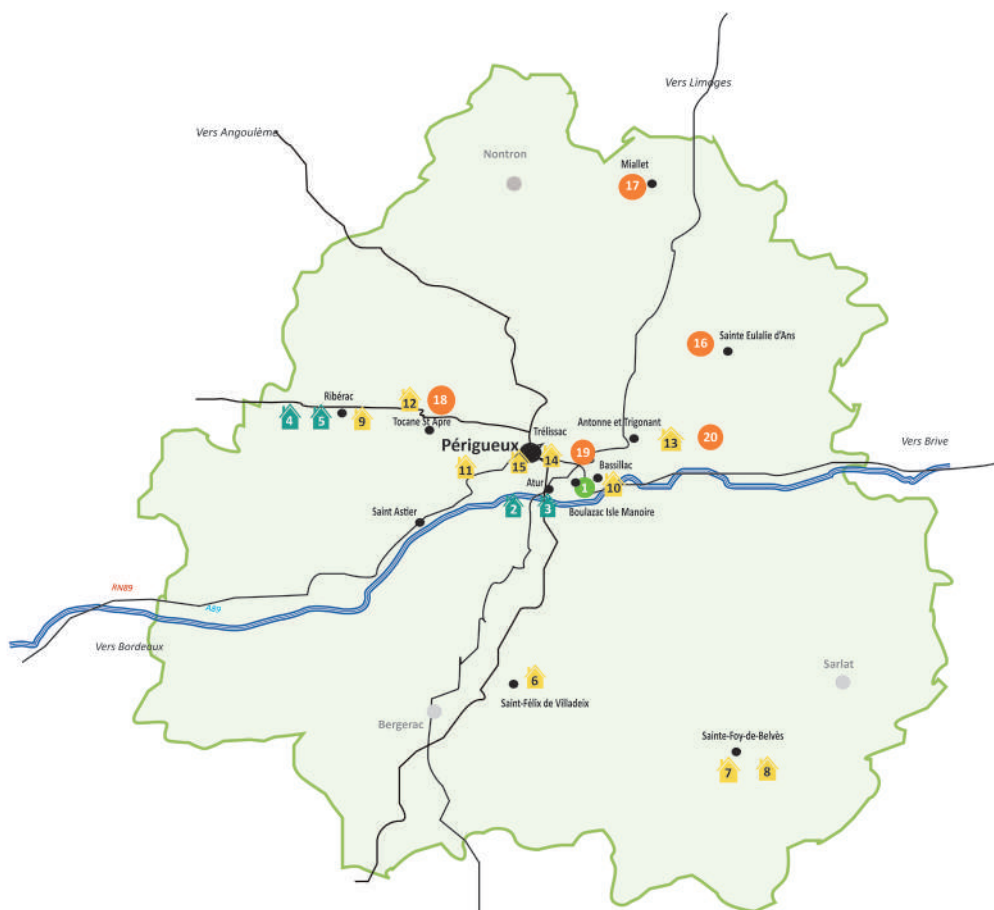 Vers Limoges
Vers Angoulême
Nontron
Miallet
17
16
Sainte Eulalie d'Ans
Ribérac
12
18
4
5
9
Tocane St Apre
Trélissac
Antonne et Trigonant
13
20
Périgueux
19
Vers Brive
11
15
14
Bassillac
Atur
1
10
Saint Astier
2
3
Boulazac Isle Manoire
RN89
A89
Vers Bordeaux
6
Saint-Félix de Villadeix
Sarlat
Bergerac
Sainte-Foy-de-Belvès
7
8